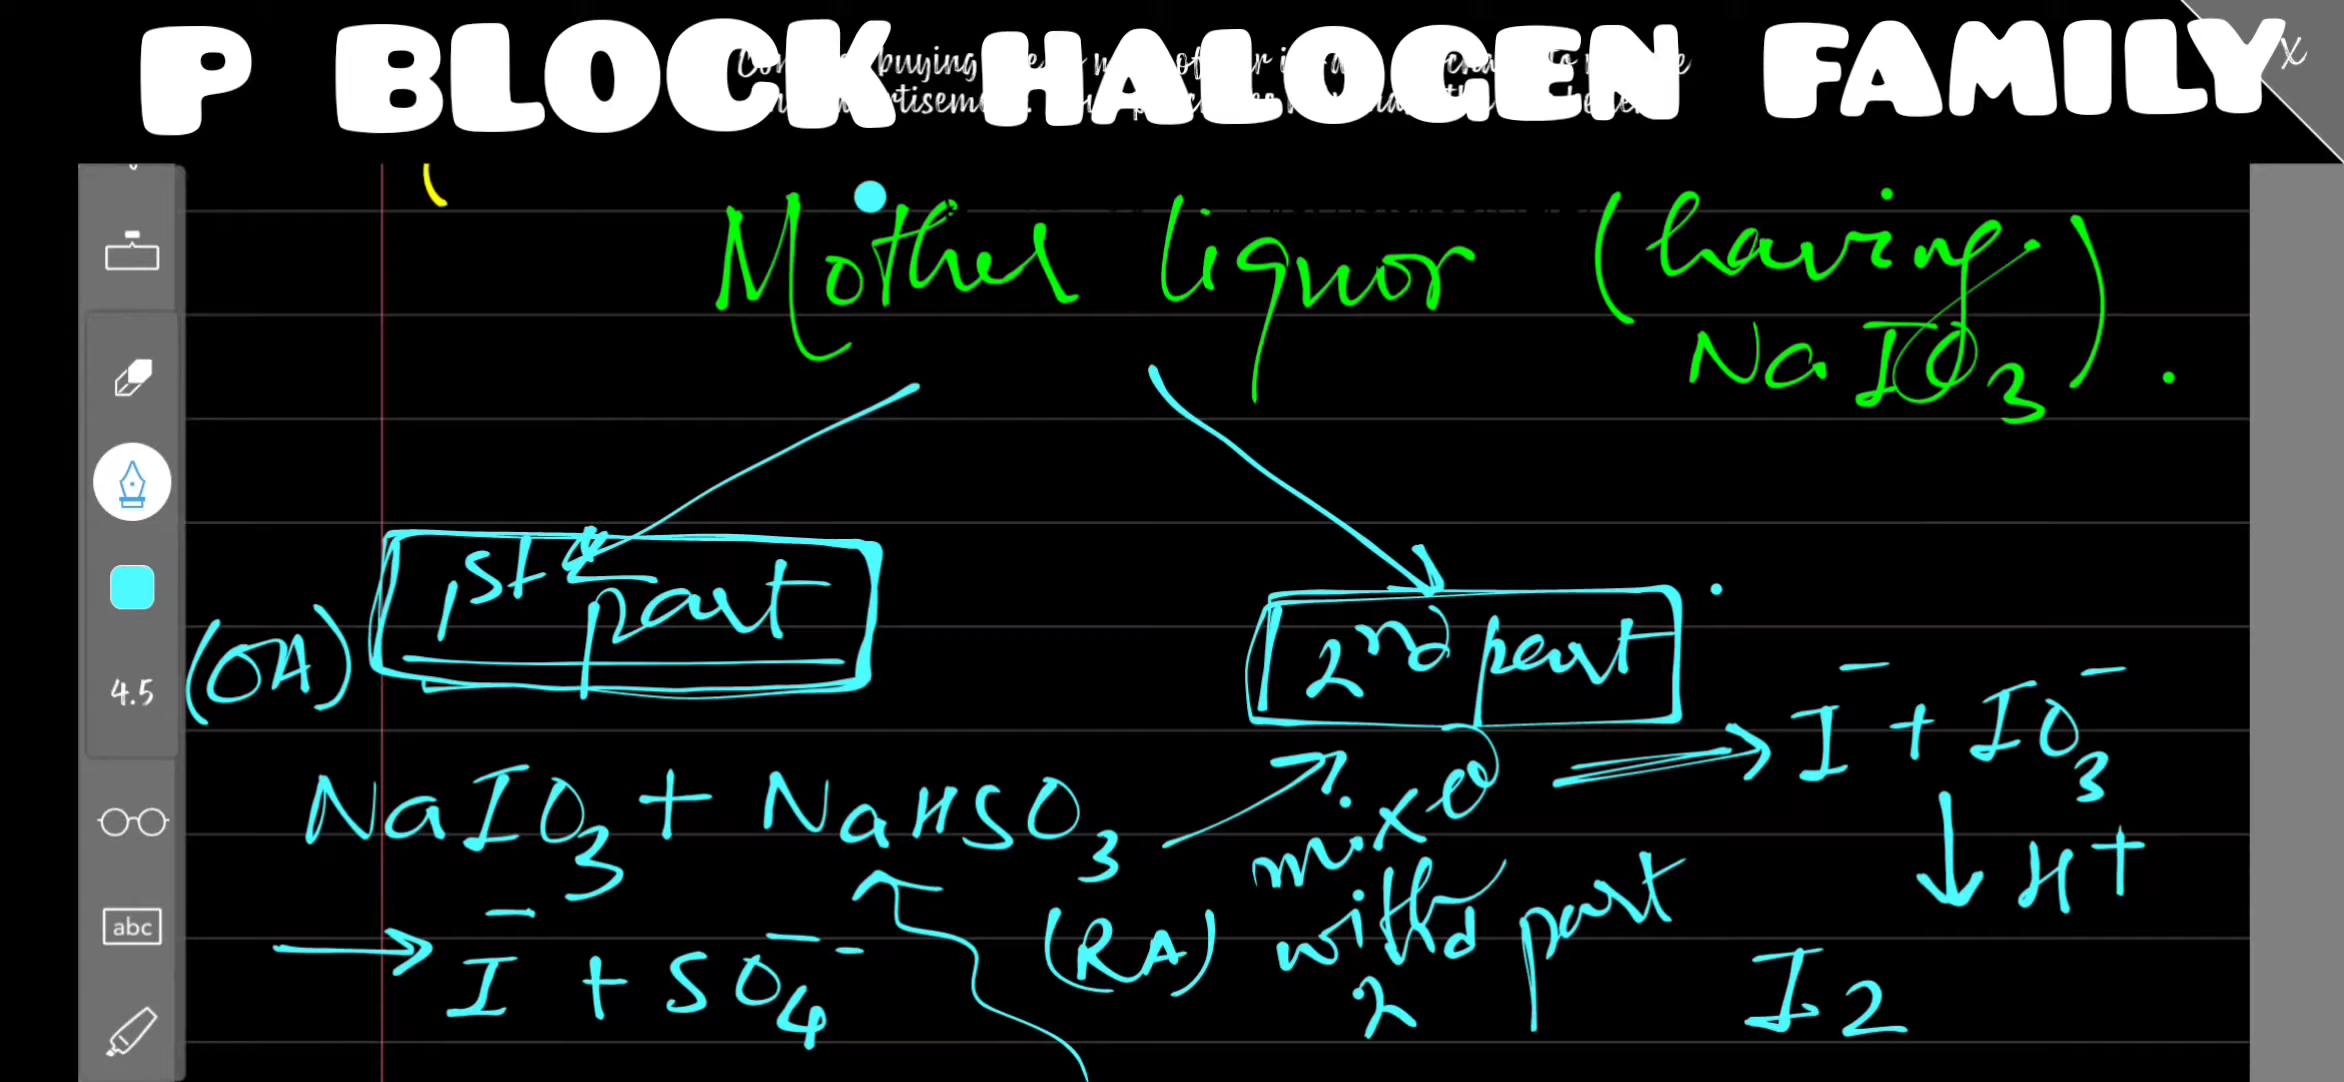 P BLOCK HALOGEN FAMILY
buying
Mother liquor (having
NaIO3).
1st part
(OA)
2nd part
I⁻ + IO3⁻
NaIO3 + NaHSO3
mixed
with
2nd part
↓ H+
(RA)
→ I⁻ + SO4⁻⁻
I2
4.5
abc
X